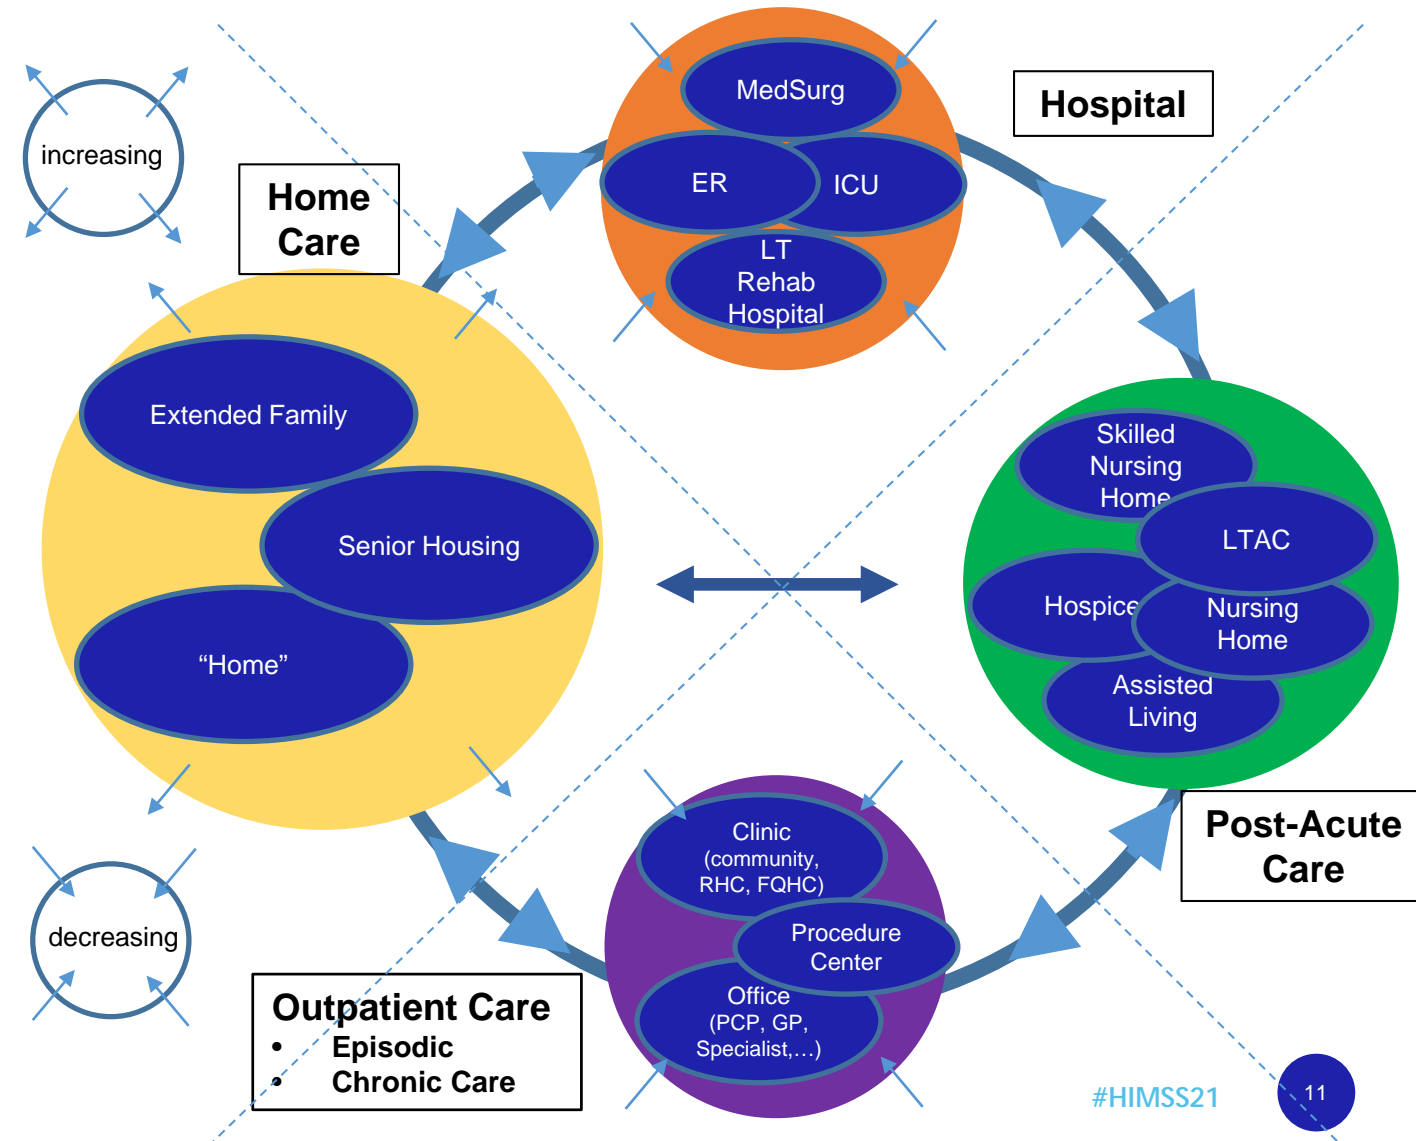 increasing
Home
Care
MedSurg
ER
ICU
LT
Rehab
Hospital
Hospital
Extended Family
Senior Housing
“Home”
Skilled
Nursing
Home
LTAC
Hospice
Nursing
Home
Assisted
Living
Post-Acute
Care
decreasing
Clinic
(community,
RHC, FQHC)
Procedure
Center
Office
(PCP, GP,
Specialist,…)
Outpatient Care
• Episodic
• Chronic Care
#HIMSS21
11